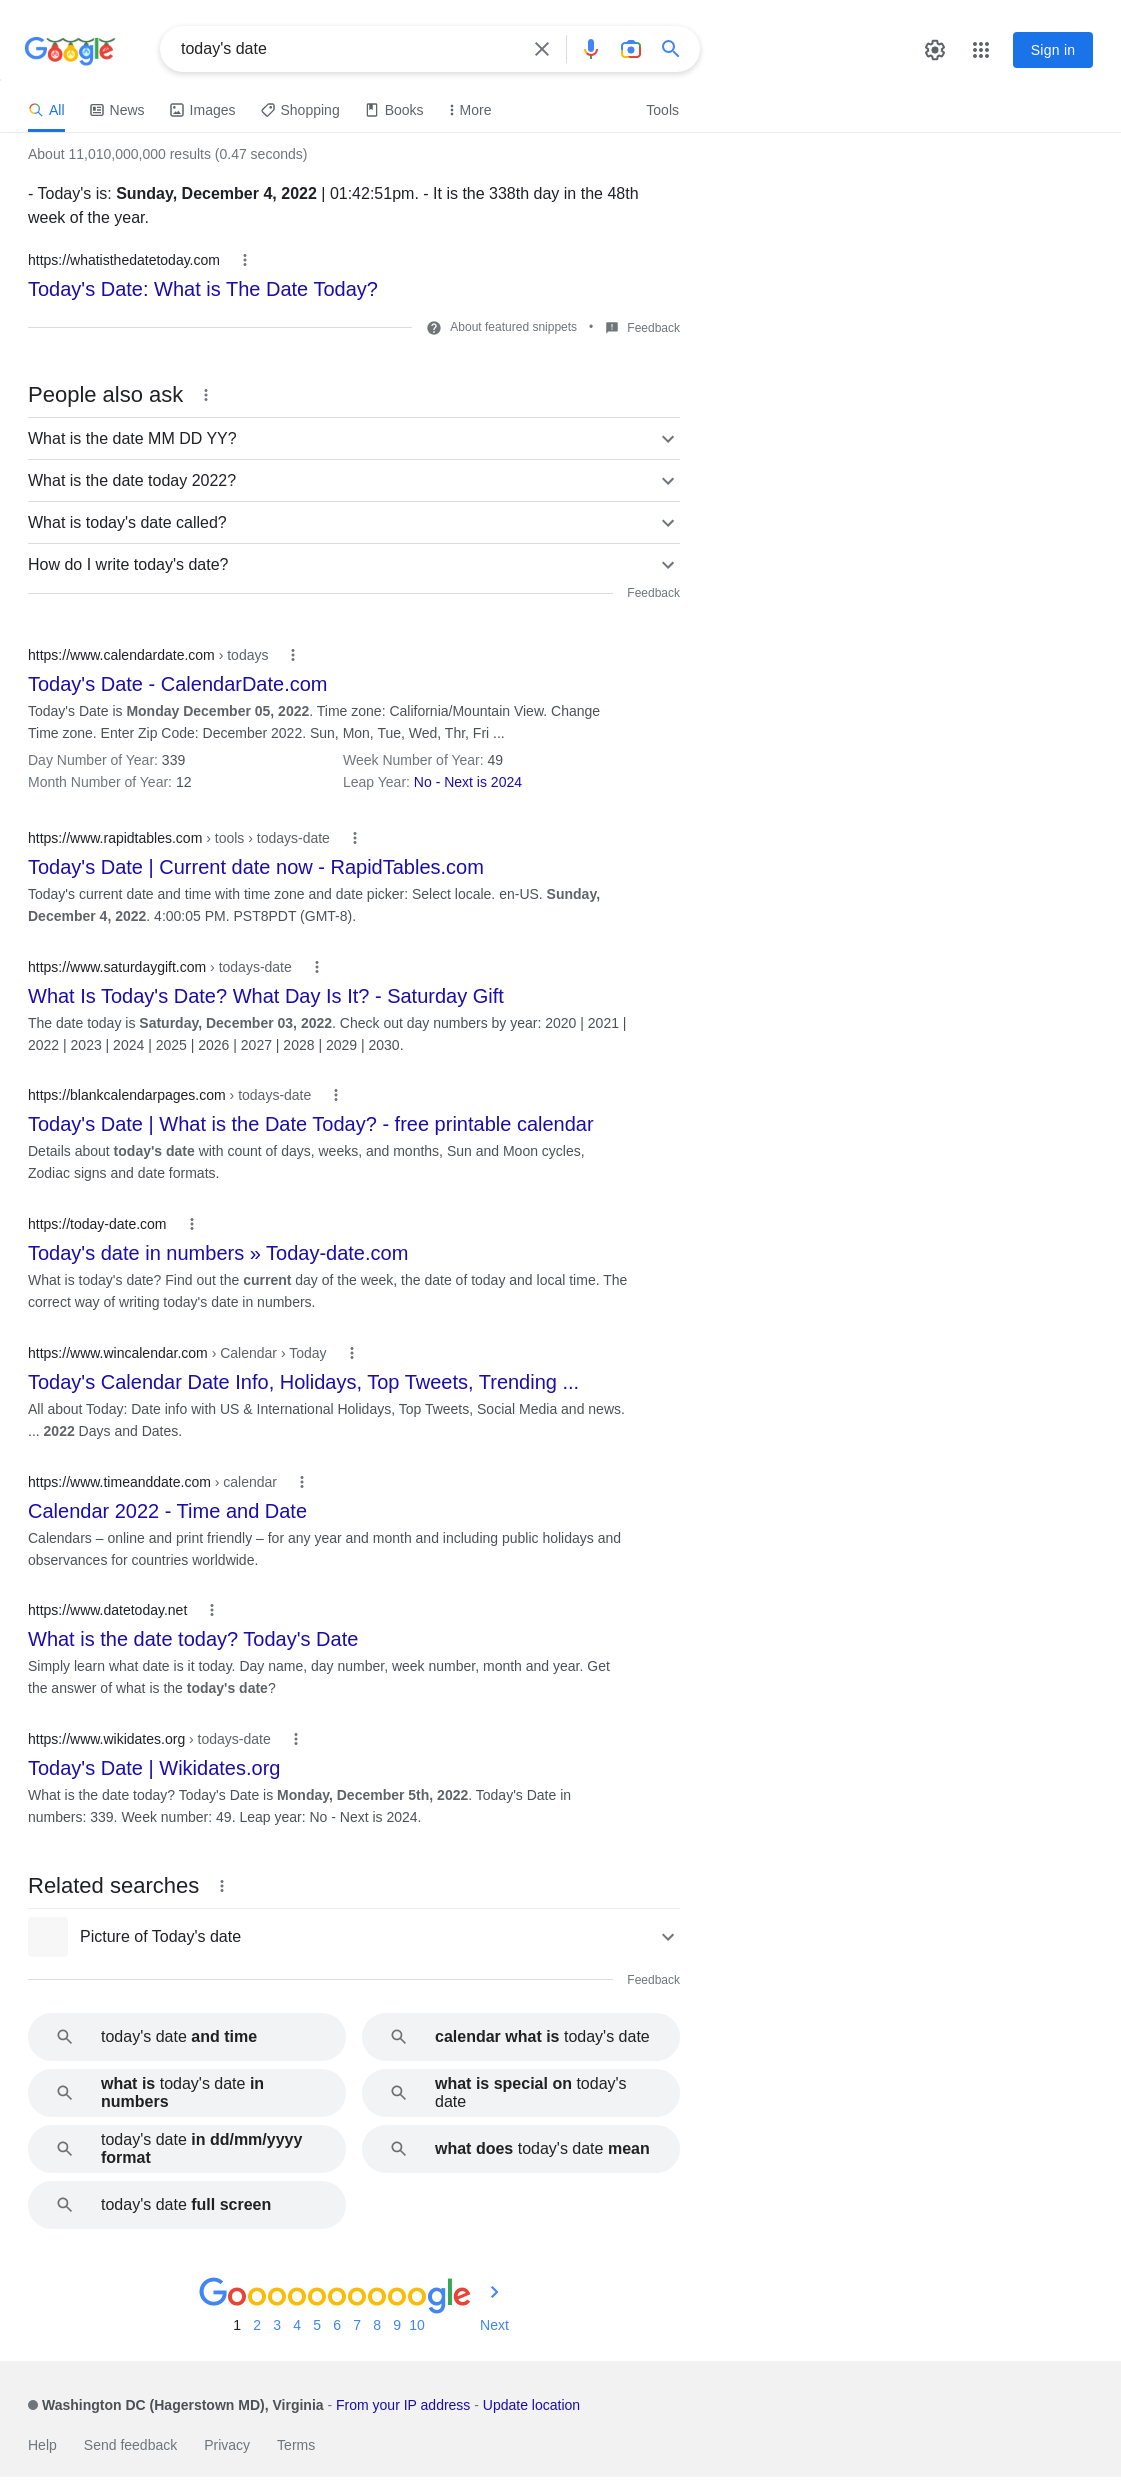 Google
today's date
Sign in
All
News
Images
Shopping
Books
More
Tools
About 11,010,000,000 results (0.47 seconds)
- Today's is: Sunday, December 4, 2022 | 01:42:51pm. - It is the 338th day in the 48th
week of the year.
https://whatisthedatetoday.com
Today's Date: What is The Date Today?
About featured snippets • Feedback
People also ask
What is the date MM DD YY?
What is the date today 2022?
What is today's date called?
How do I write today's date?
Feedback
https://www.calendardate.com › todays
Today's Date - CalendarDate.com
Today's Date is Monday December 05, 2022. Time zone: California/Mountain View. Change
Time zone. Enter Zip Code: December 2022. Sun, Mon, Tue, Wed, Thr, Fri ...
Day Number of Year: 339 Week Number of Year: 49
Month Number of Year: 12 Leap Year: No - Next is 2024
https://www.rapidtables.com › tools › todays-date
Today's Date | Current date now - RapidTables.com
Today's current date and time with time zone and date picker: Select locale. en-US. Sunday,
December 4, 2022. 4:00:05 PM. PST8PDT (GMT-8).
https://www.saturdaygift.com › todays-date
What Is Today's Date? What Day Is It? - Saturday Gift
The date today is Saturday, December 03, 2022. Check out day numbers by year: 2020 | 2021 |
2022 | 2023 | 2024 | 2025 | 2026 | 2027 | 2028 | 2029 | 2030.
https://blankcalendarpages.com › todays-date
Today's Date | What is the Date Today? - free printable calendar
Details about today's date with count of days, weeks, and months, Sun and Moon cycles,
Zodiac signs and date formats.
https://today-date.com
Today's date in numbers » Today-date.com
What is today's date? Find out the current day of the week, the date of today and local time. The
correct way of writing today's date in numbers.
https://www.wincalendar.com › Calendar › Today
Today's Calendar Date Info, Holidays, Top Tweets, Trending ...
All about Today: Date info with US & International Holidays, Top Tweets, Social Media and news.
... 2022 Days and Dates.
https://www.timeanddate.com › calendar
Calendar 2022 - Time and Date
Calendars – online and print friendly – for any year and month and including public holidays and
observances for countries worldwide.
https://www.datetoday.net
What is the date today? Today's Date
Simply learn what date is it today. Day name, day number, week number, month and year. Get
the answer of what is the today's date?
https://www.wikidates.org › todays-date
Today's Date | Wikidates.org
What is the date today? Today's Date is Monday, December 5th, 2022. Today's Date in
numbers: 339. Week number: 49. Leap year: No - Next is 2024.
Related searches
Picture of Today's date
Feedback
today's date and time
calendar what is today's date
what is today's date in
numbers
what is special on today's
date
today's date in dd/mm/yyyy
format
what does today's date mean
today's date full screen
Goooooooooogle
1 2 3 4 5 6 7 8 9 10 Next
Washington DC (Hagerstown MD), Virginia - From your IP address - Update location
Help Send feedback Privacy Terms